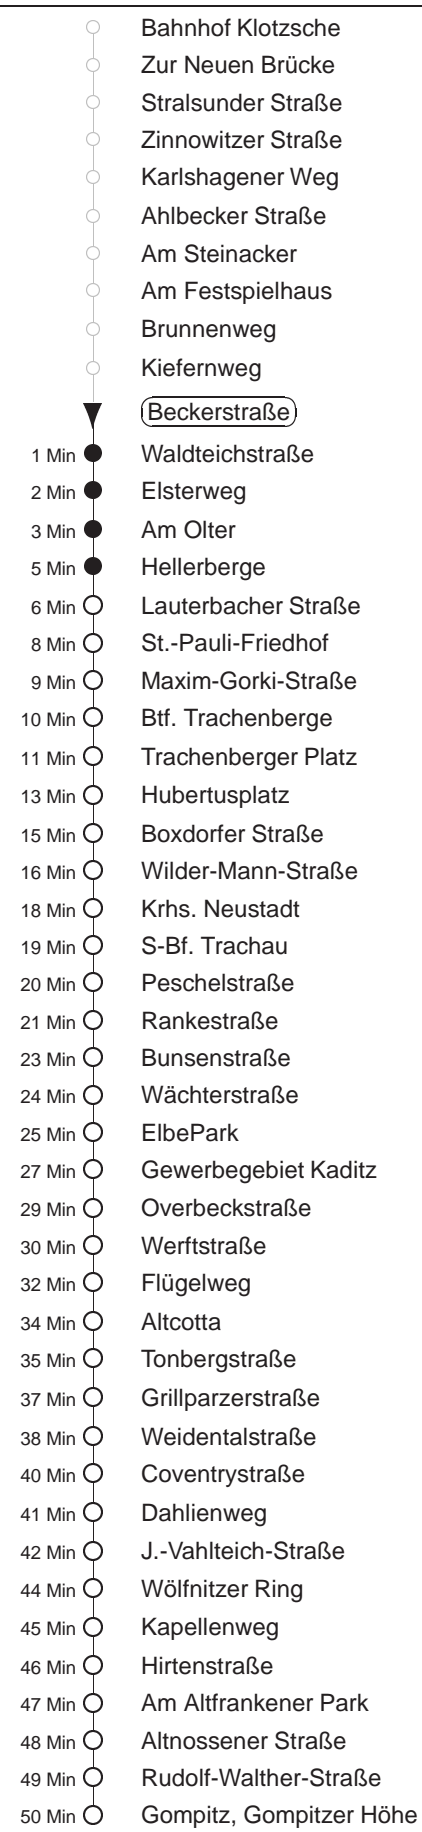 Bahnhof Klotzsche
Zur Neuen Brücke
Stralsunder Straße
Zinnowitzer Straße
Karlshagener Weg
Ahlbecker Straße
Am Steinacker
Am Festspielhaus
Brunnenweg
Kiefernweg
Beckerstraße
1 Min Waldteichstraße
2 Min Elsterweg
3 Min Am Olter
5 Min Hellerberge
6 Min Lauterbacher Straße
8 Min St.-Pauli-Friedhof
9 Min Maxim-Gorki-Straße
10 Min Btf. Trachenberge
11 Min Trachenberger Platz
13 Min Hubertusplatz
15 Min Boxdorfer Straße
16 Min Wilder-Mann-Straße
18 Min Krhs. Neustadt
19 Min S-Bf. Trachau
20 Min Peschelstraße
21 Min Rankestraße
23 Min Bunsenstraße
24 Min Wächterstraße
25 Min ElbePark
27 Min Gewerbegebiet Kaditz
29 Min Overbeckstraße
30 Min Werftstraße
32 Min Flügelweg
34 Min Altcotta
35 Min Tonbergstraße
37 Min Grillparzerstraße
38 Min Weidentalstraße
40 Min Coventrystraße
41 Min Dahlienweg
42 Min J.-Vahlteich-Straße
44 Min Wölfnitzer Ring
45 Min Kapellenweg
46 Min Hirtenstraße
47 Min Am Altfrankener Park
48 Min Altnossener Straße
49 Min Rudolf-Walther-Straße
50 Min Gompitz, Gompitzer Höhe